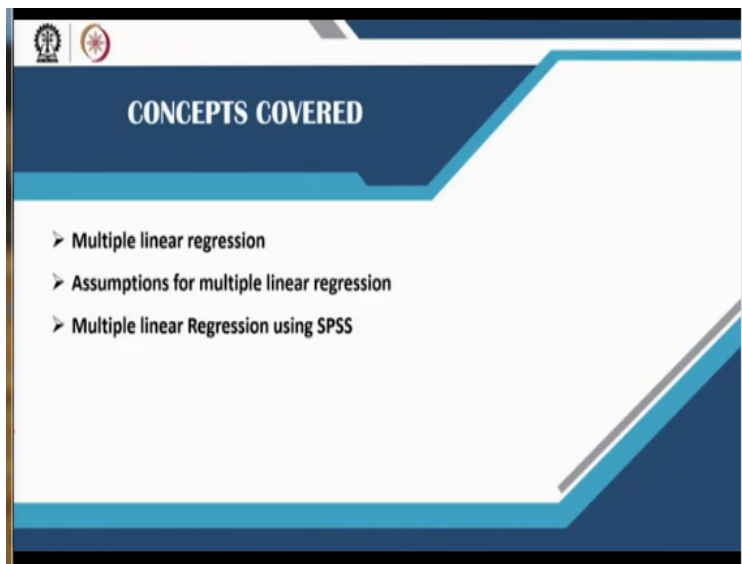 CONCEPTS COVERED
➤ Multiple linear regression
➤ Assumptions for multiple linear regression
➤ Multiple linear Regression using SPSS